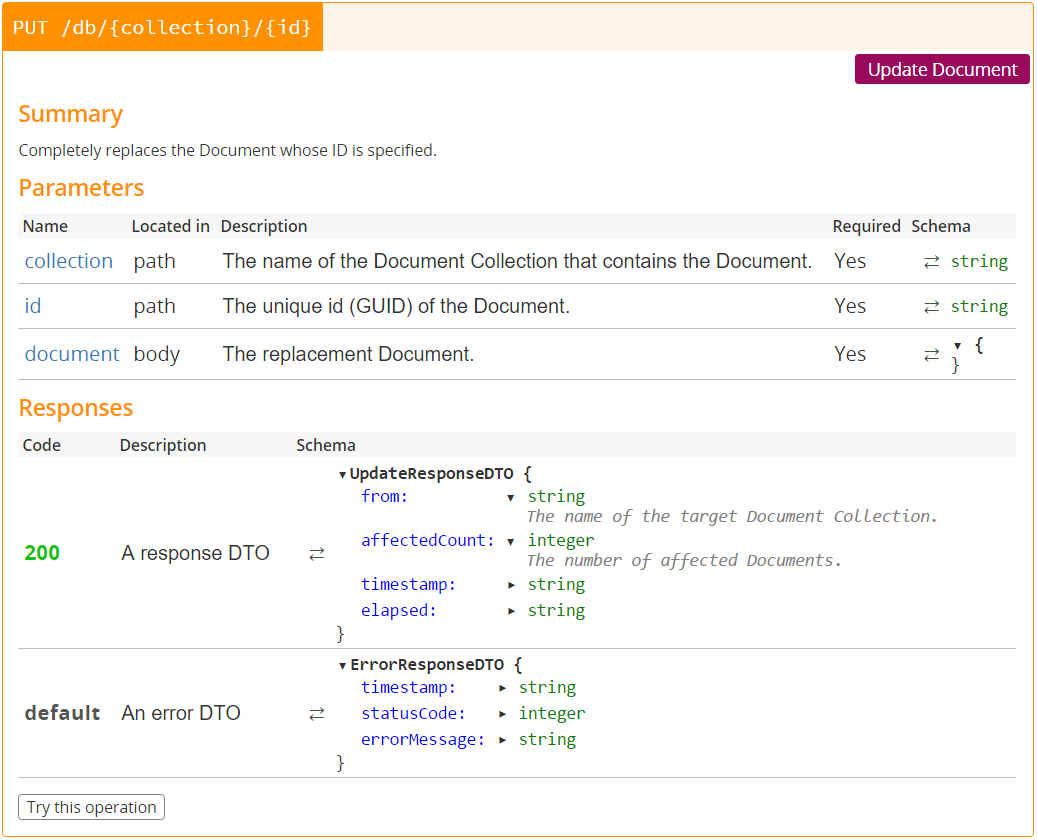 PUT /db/{collection}/{id}
Update Document
Summary
Completely replaces the Document whose ID is specified.
Parameters
Name Located in Description Required Schema
collection path The name of the Document Collection that contains the Document. Yes ⇄ string
id path The unique id (GUID) of the Document. Yes ⇄ string
document body The replacement Document. Yes ⇄ ▼ {
}
Responses
Code Description Schema
▼UpdateResponseDTO {
from: ▼ string
The name of the target Document Collection.
affectedCount: ▼ integer
The number of affected Documents.
200 A response DTO ⇄
timestamp: ► string
elapsed: ► string
}
▼ErrorResponseDTO {
timestamp: ► string
default An error DTO ⇄ statusCode: ► integer
errorMessage: ► string
}
Try this operation